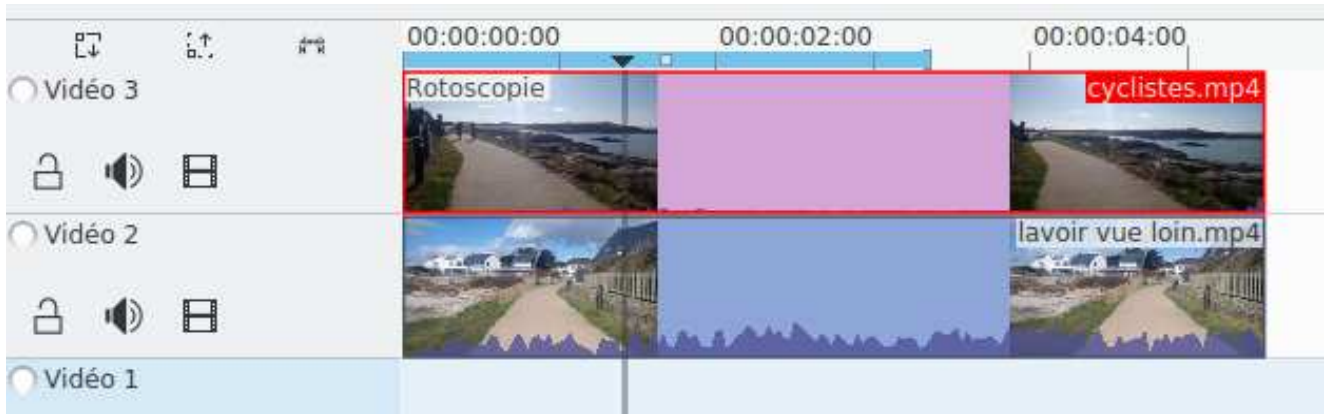 00:00:00:00 00:00:02:00 00:00:04:00
Vidéo 3
Rotoscopie cyclistes.mp4
Vidéo 2
lavoir vue loin.mp4
Vidéo 1